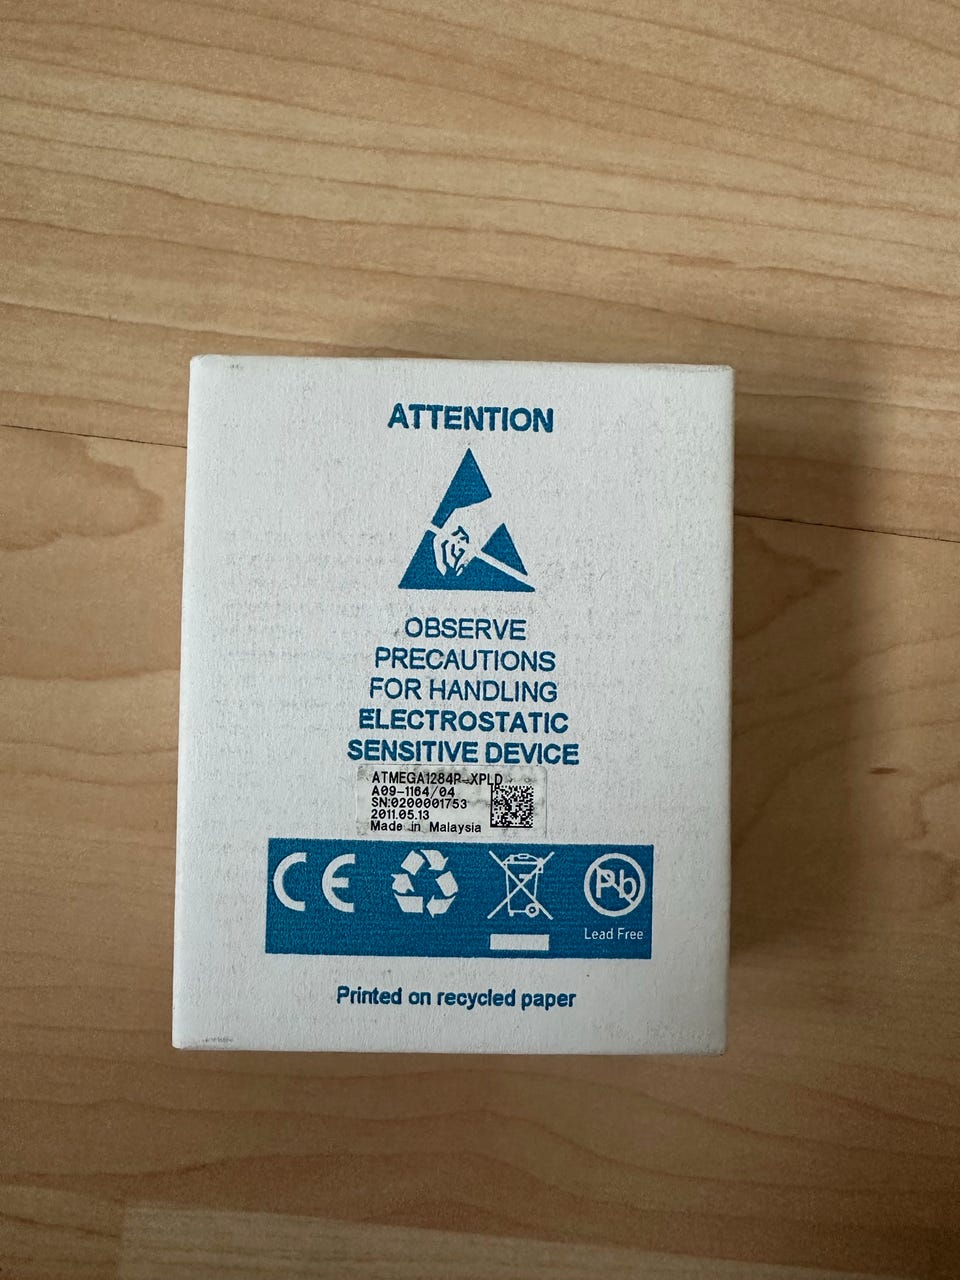 ATTENTION
OBSERVE
PRECAUTIONS
FOR HANDLING
ELECTROSTATIC
SENSITIVE DEVICE
ATMEGA1284P-XPLD
A09-1164/04
SN:0200001753
2011.05.13
Made in Malaysia
CE
Pb
Lead Free
Printed on recycled paper